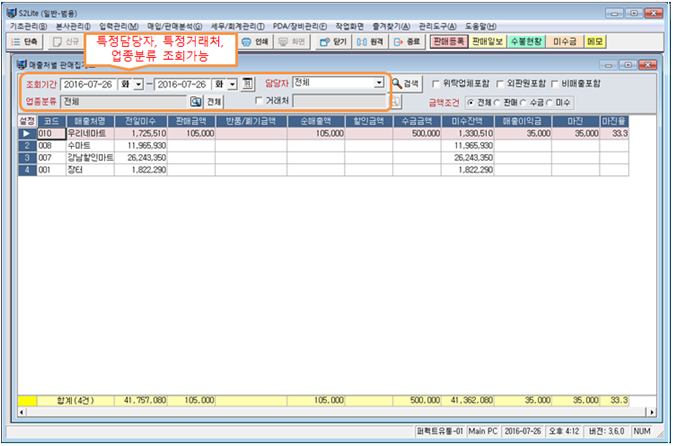 S2Lite (일반-범용)
기초관리(B) 본사관리(I) 입력관리(M) 매입/판매분석(G) 세무/회계관리(T) PDA/장비관리(F) 작업화면 즐겨찾기(A) 관리도구(A) 도움말(H)
단축 신규 인쇄 화면 닫기 원격 종료 판매등록 판매일보 수불현황 미수금 메모
특정담당자, 특정거래처,
업종분류 조회가능
매출처별 판매집계
조회기간 2016-07-26 화 ~ 2016-07-26 화 담당자 전체 검색 위탁업체포함 외판원포함 비매출포함
업종분류 전체 전체 거래처 금액조건 전체 판매 수금 미수
설정 코드 매출처명 전일미수 판매금액 반품/폐기금액 순매출액 할인금액 수금금액 미수잔액 매출이익금 마진 마진율
010 우리네마트 1,725,510 105,000 105,000 500,000 1,330,510 35,000 35,000 33.3
2 008 수마트 11,965,930 11,965,930
3 007 강남할인마트 26,243,350 26,243,350
4 001 장터 1,822,290 1,822,290
합계(4건) 41,757,080 105,000 105,000 500,000 41,362,080 35,000 35,000 33.3
퍼펙트유통-01 Main PC 2016-07-26 오후 4:12 버전: 3.6.0 NUM